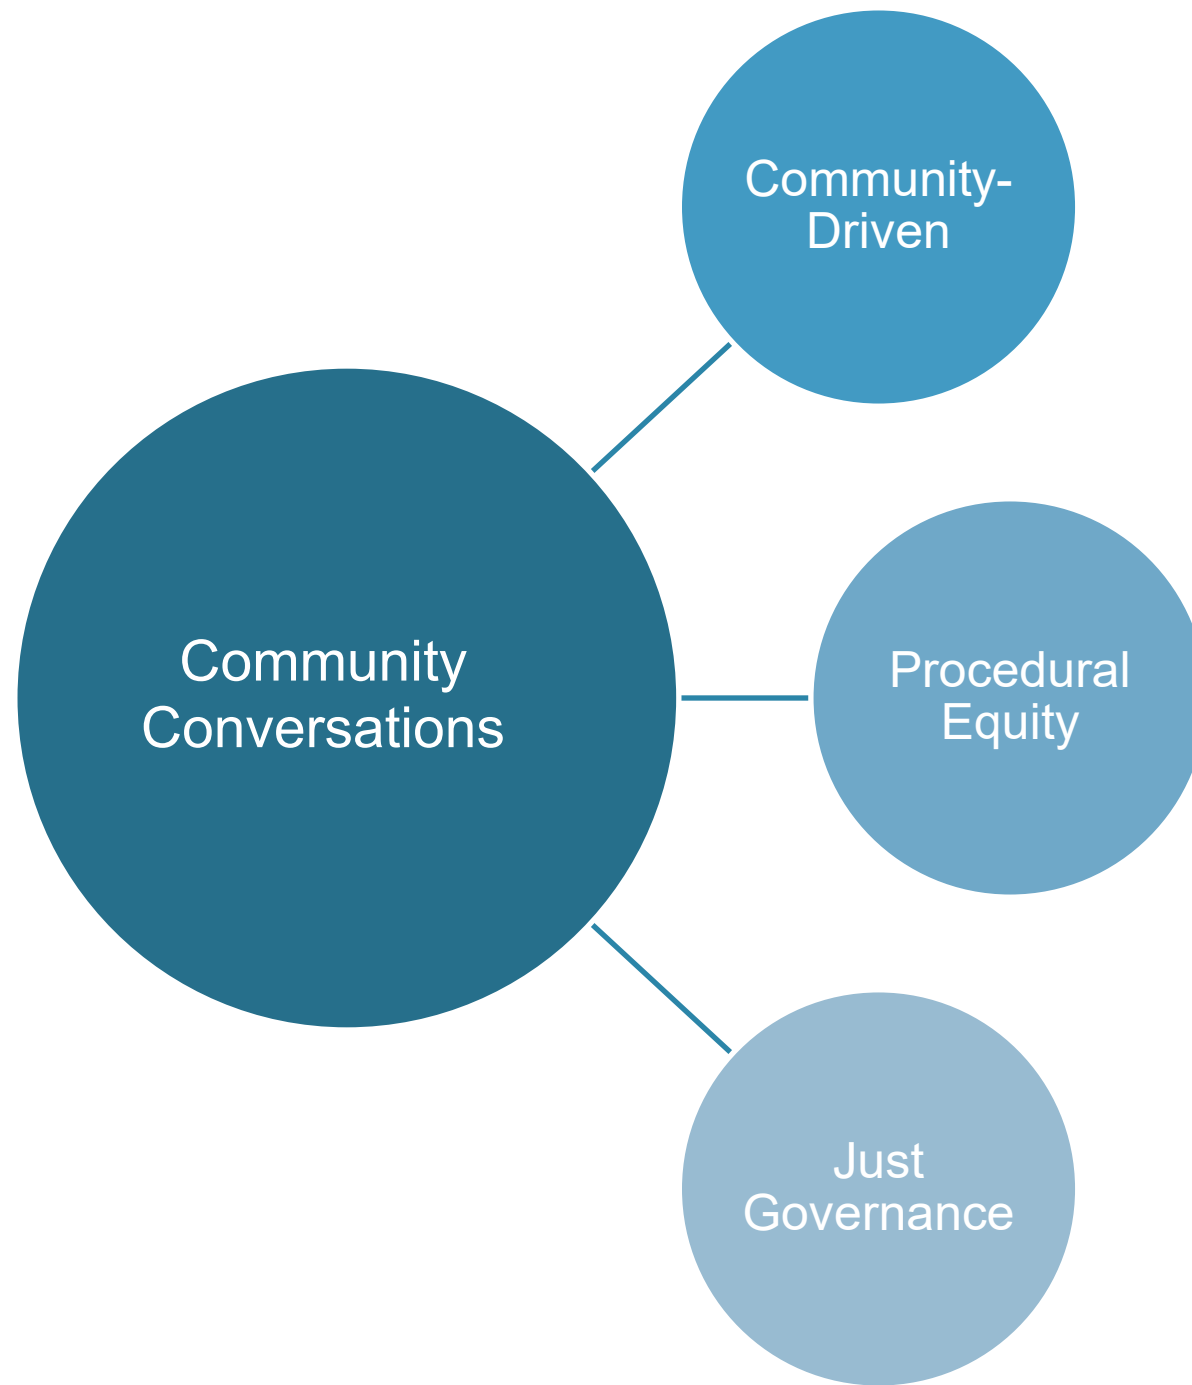 Community-
Driven
Community
Conversations
Procedural
Equity
Just
Governance